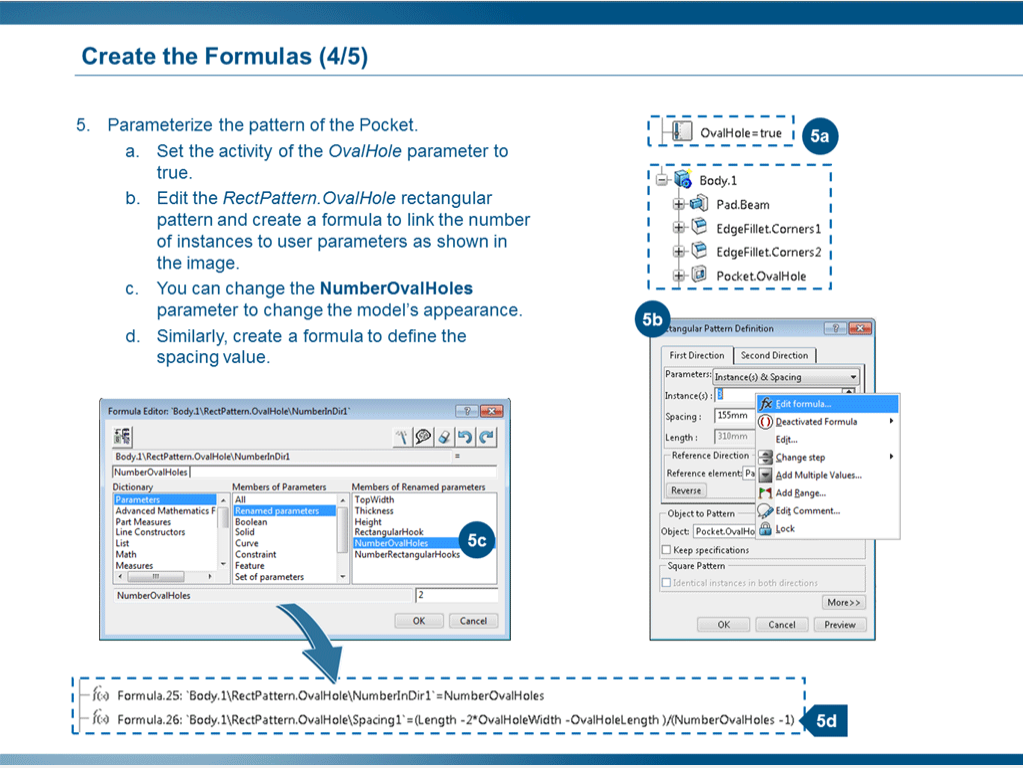 Create the Formulas (4/5)
5. Parameterize the pattern of the Pocket.
a. Set the activity of the OvalHole parameter to
true.
b. Edit the RectPattern.OvalHole rectangular
pattern and create a formula to link the number
of instances to user parameters as shown in
the image.
c. You can change the NumberOvalHoles
parameter to change the model's appearance.
d. Similarly, create a formula to define the
spacing value.
OvalHole=true
5a
Body.1
Pad.Beam
EdgeFillet.Corners1
EdgeFillet.Corners2
Pocket.OvalHole
5b
tangular Pattern Definition
First Direction Second Direction
Parameters: Instance(s) & Spacing
Instance(s) : 3
Spacing : 155mm
Length : 310mm
Reference Direction
Reference element: Pa
Reverse
Object to Pattern
Object: Pocket.OvalHo
Keep specifications
Square Pattern
Identical instances in both directions
More>>
OK Cancel Preview
Edit formula...
Deactivated Formula
Edit...
Change step
Add Multiple Values...
Add Range...
Edit Comment...
Lock
Formula Editor: `Body.1\RectPattern.OvalHole\NumberInDir1`
Body.1\RectPattern.OvalHole\NumberInDir1 =
NumberOvalHoles
Dictionary Members of Parameters Members of Renamed parameters
Parameters All TopWidth
Advanced Mathematics F Renamed parameters Thickness
Part Measures Boolean Height
Line Constructors Solid RectangularHook
List Curve NumberOvalHoles
Math Constraint NumberRectangularHooks
Measures Feature
Set of parameters
5c
NumberOvalHoles 2
OK Cancel
f(x) Formula.25: `Body.1\RectPattern.OvalHole\NumberInDir1`=NumberOvalHoles
f(x) Formula.26: `Body.1\RectPattern.OvalHole\Spacing1`=(Length -2*OvalHoleWidth -OvalHoleLength )/(NumberOvalHoles -1)
5d